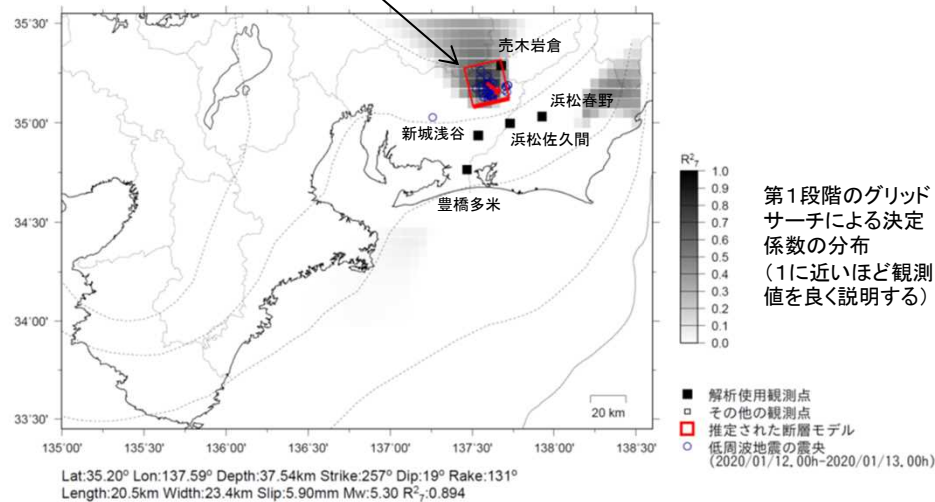 35°30'
35°00'
34°30'
34°00'
33°30'
135°00'
135°30'
136°00'
136°30'
137°00'
137°30'
138°00'
138°30'
売木岩倉
浜松春野
新城浅谷
浜松佐久間
豊橋多米
20 km
R²₇
1.0
0.9
0.8
0.7
0.6
0.5
0.4
0.3
0.2
0.1
0.0
第1段階のグリッド
サーチによる決定
係数の分布
(1に近いほど観測
値を良く説明する)
解析使用観測点
その他の観測点
推定された断層モデル
低周波地震の震央
(2020/01/12.00h-2020/01/13.00h)
Lat:35.20° Lon:137.59° Depth:37.54km Strike:257° Dip:19° Rake:131°
Length:20.5km Width:23.4km Slip:5.90mm Mw:5.30 R²₇:0.894